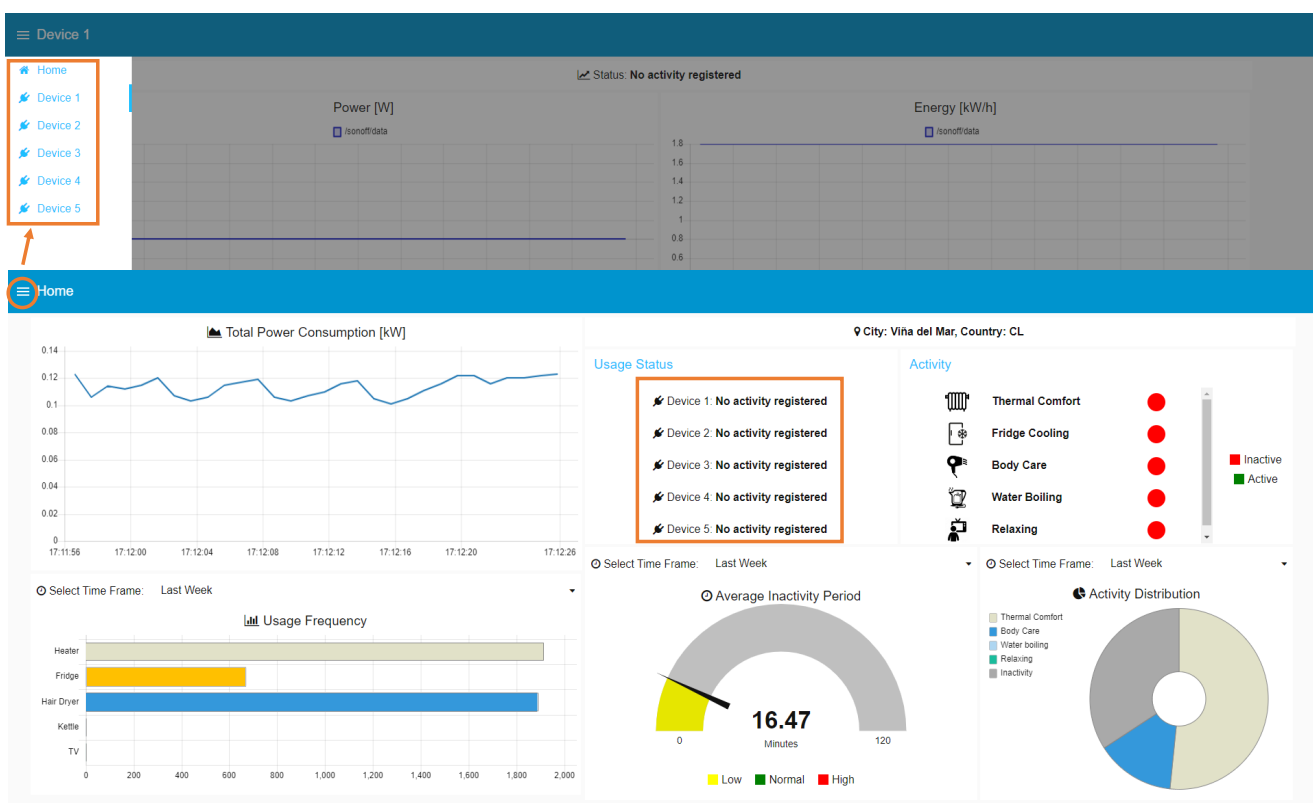 Device 1
Home
Device 1
Device 2
Device 3
Device 4
Device 5
Status: No activity registered
Power [W]
/sonoff/data
Energy [kW/h]
/sonoff/data
1.8
1.6
1.4
1.2
1
0.8
0.6
Home
Total Power Consumption [kW]
0.14
0.12
0.1
0.08
0.06
0.04
0.02
0
17:11:56 17:12:00 17:12:04 17:12:08 17:12:12 17:12:16 17:12:20 17:12:26
City: Viña del Mar, Country: CL
Usage Status
Device 1: No activity registered
Device 2: No activity registered
Device 3: No activity registered
Device 4: No activity registered
Device 5: No activity registered
Activity
Thermal Comfort
Fridge Cooling
Body Care
Water Boiling
Relaxing
Inactive
Active
Select Time Frame: Last Week
Usage Frequency
Heater
Fridge
Hair Dryer
Kettle
TV
0 200 400 600 800 1,000 1,200 1,400 1,600 1,800 2,000
Select Time Frame: Last Week
Average Inactivity Period
16.47
0 Minutes 120
Low Normal High
Select Time Frame: Last Week
Activity Distribution
Thermal Comfort
Body Care
Water boiling
Relaxing
Inactivity